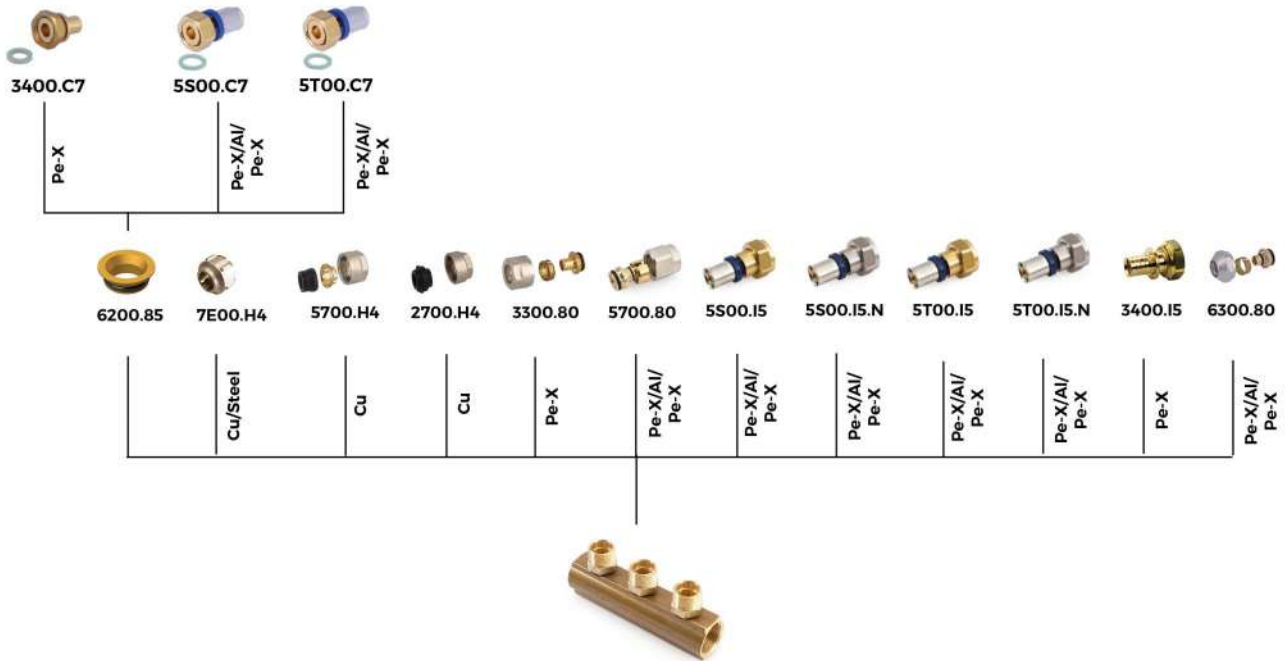 3400.C7
5S00.C7
5T00.C7
Pe-X
Pe-X/Al/
Pe-X
Pe-X/Al/
Pe-X
6200.85
7E00.H4
5700.H4
2700.H4
3300.80
5700.80
5S00.I5
5S00.I5.N
5T00.I5
5T00.I5.N
3400.I5
6300.80
Cu/Steel
Cu
Cu
Pe-X
Pe-X/Al/
Pe-X
Pe-X/Al/
Pe-X
Pe-X/Al/
Pe-X
Pe-X/Al/
Pe-X
Pe-X/Al/
Pe-X
Pe-X
Pe-X/Al/
Pe-X